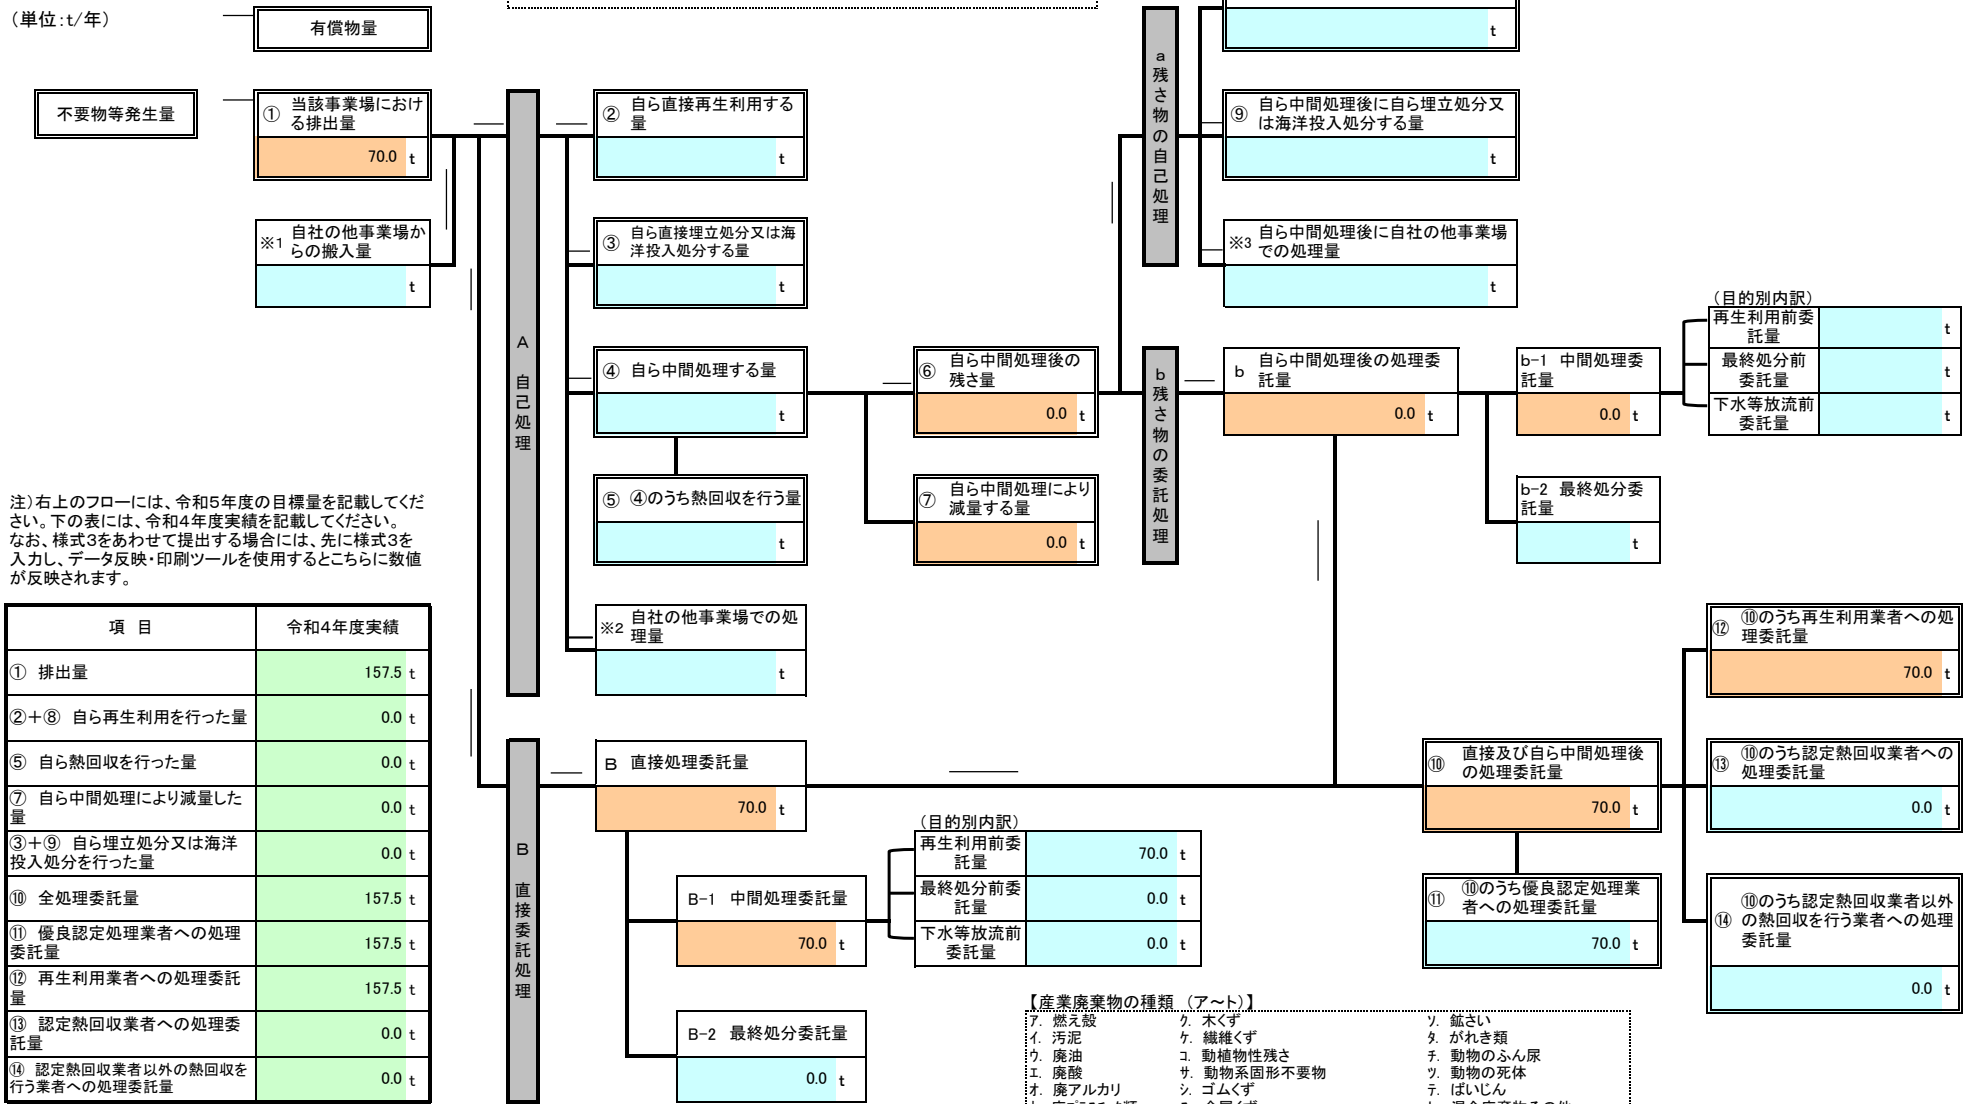 （単位:t/年）
有償物量
不要物等発生量
① 当該事業場におけ
る排出量
70.0 t
※1 自社の他事業場か
らの搬入量
t
A 自己処理
② 自ら直接再生利用する
量
t
③ 自ら直接埋立処分又は海
洋投入処分する量
t
④ 自ら中間処理する量
t
⑤ ④のうち熱回収を行う量
t
※2 自社の他事業場での処
理量
t
⑥ 自ら中間処理後の
残さ量
0.0 t
⑦ 自ら中間処理により
減量する量
0.0 t
a 残さ物の自己処理
t
⑨ 自ら中間処理後に自ら埋立処分又
は海洋投入処分する量
t
※3 自ら中間処理後に自社の他事業場
での処理量
t
b 残さ物の委託処理
b 自ら中間処理後の処理委
託量
0.0 t
b-1 中間処理委
託量
0.0 t
（目的別内訳）
再生利用前委
託量
t
最終処分前
委託量
t
下水等放流前
委託量
t
b-2 最終処分委
託量
t
注）右上のフローには、令和5年度の目標量を記載してくだ
さい。下の表には、令和4年度実績を記載してください。
なお、様式3をあわせて提出する場合には、先に様式3を
入力し、データ反映・印刷ツールを使用するとこちらに数値
が反映されます。
項 目 令和4年度実績
① 排出量 157.5 t
②＋⑧ 自ら再生利用を行った量 0.0 t
⑤ 自ら熱回収を行った量 0.0 t
⑦ 自ら中間処理により減量した
量 0.0 t
③＋⑨ 自ら埋立処分又は海洋
投入処分を行った量 0.0 t
⑩ 全処理委託量 157.5 t
⑪ 優良認定処理業者への処理
委託量 157.5 t
⑫ 再生利用業者への処理委託
量 157.5 t
⑬ 認定熱回収業者への処理委
託量 0.0 t
⑭ 認定熱回収業者以外の熱回収を
行う業者への処理委託量 0.0 t
B 直接委託処理
B 直接処理委託量
70.0 t
B-1 中間処理委託量
70.0 t
（目的別内訳）
再生利用前委
託量 70.0 t
最終処分前委
託量 0.0 t
下水等放流前
委託量 0.0 t
B-2 最終処分委託量
0.0 t
⑩ 直接及び自ら中間処理後
の処理委託量
70.0 t
⑪ ⑩のうち優良認定処理業
者への処理委託量
70.0 t
⑫ ⑩のうち再生利用業者への処
理委託量
70.0 t
⑬ ⑩のうち認定熱回収業者への
処理委託量
0.0 t
⑭ ⑩のうち認定熱回収業者以外
の熱回収を行う業者への処理
委託量
0.0 t
【産業廃棄物の種類 （ア～ト）】
ア. 燃え殻 ク. 木くず ソ. 鉱さい
イ. 汚泥 ケ. 繊維くず タ. がれき類
ウ. 廃油 コ. 動植物性残さ チ. 動物のふん尿
エ. 廃酸 サ. 動物系固形不要物 ツ. 動物の死体
オ. 廃アルカリ シ. ゴムくず テ. ばいじん